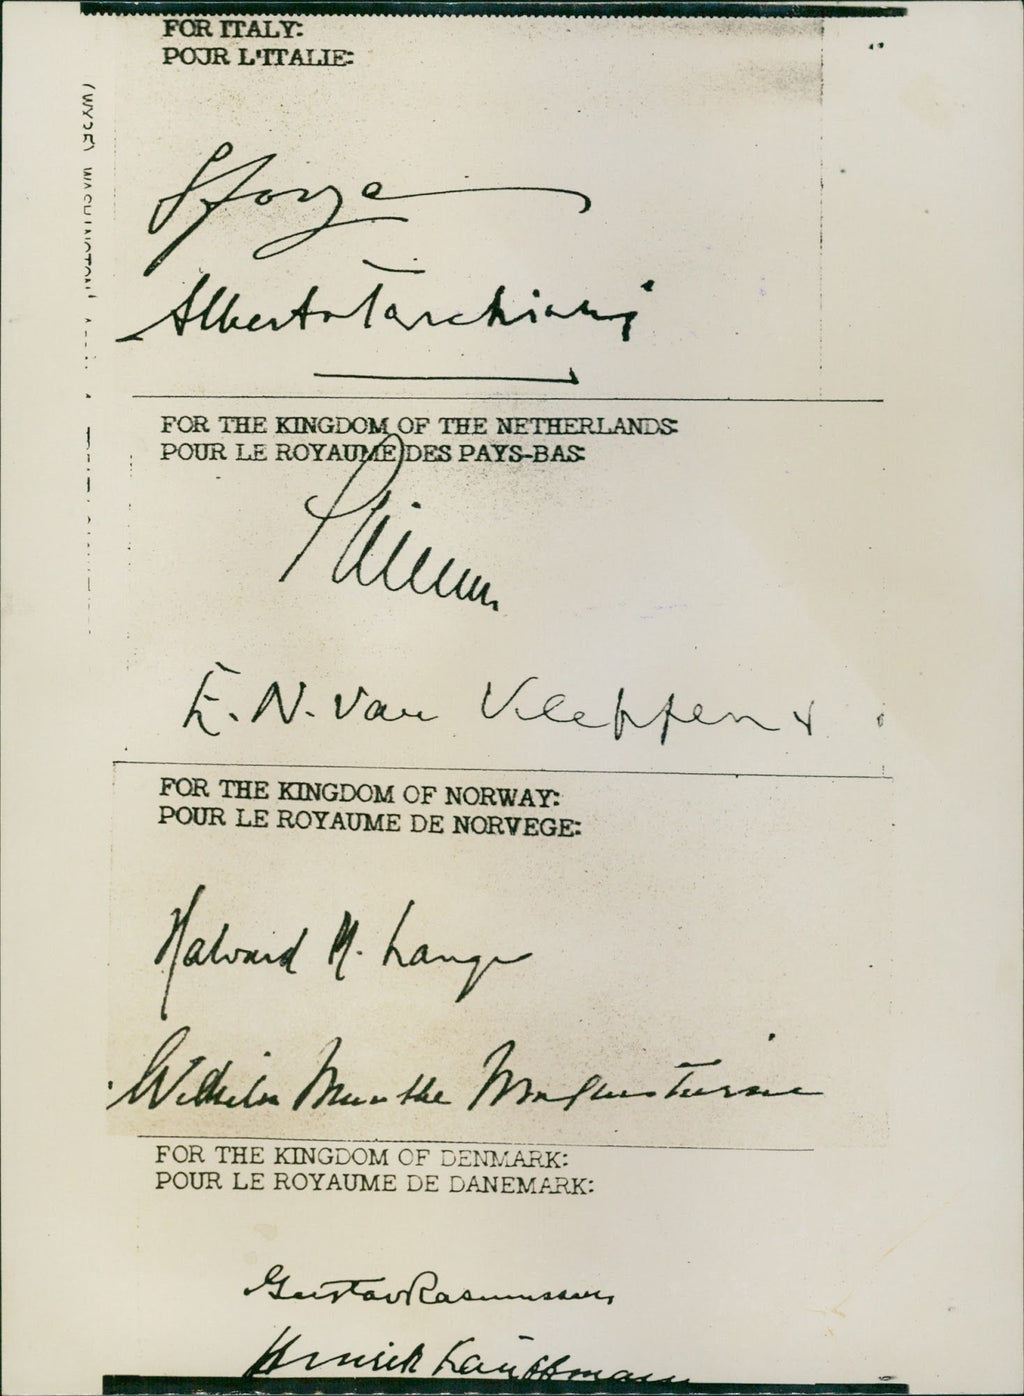 FOR ITALY:
POUR L'ITALIE:
Sforza
Alberto Tarchiani
FOR THE KINGDOM OF THE NETHERLANDS:
POUR LE ROYAUME DES PAYS-BAS:
E. N. van Kleffens
FOR THE KINGDOM OF NORWAY:
POUR LE ROYAUME DE NORVEGE:
Halvard M. Lange
Wilhelm Munthe Morgenstierne
FOR THE KINGDOM OF DENMARK:
POUR LE ROYAUME DE DANEMARK:
Gustav Rasmussen
Henrik Kauffmann